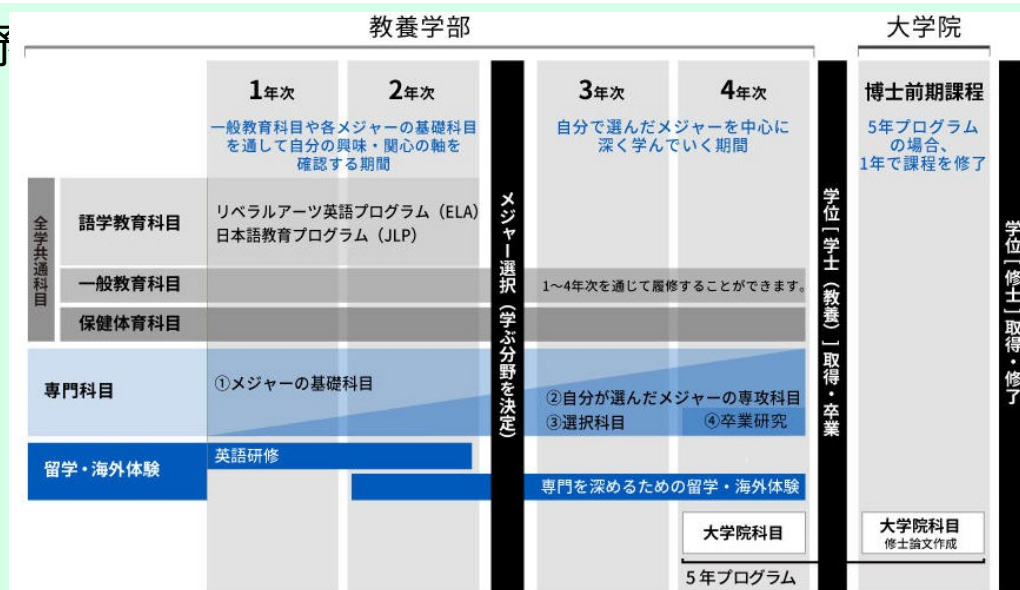 教養学部
大学院
1年次
2年次
3年次
4年次
博士前期課程
一般教育科目や各メジャーの基礎科目
を通して自分の興味・関心の軸を
確認する期間
自分で選んだメジャーを中心に
深く学んでいく期間
5年プログラム
の場合、
1年で課程を修了
メジャー選択（学ぶ分野を決定）
学位［学士（教養）］取得・卒業
学位［修士］取得・修了
全学共通科目
語学教育科目
リベラルアーツ英語プログラム（ELA）
日本語教育プログラム（JLP）
一般教育科目
1〜4年次を通じて履修することができます。
保健体育科目
専門科目
①メジャーの基礎科目
②自分が選んだメジャーの専攻科目
③選択科目
④卒業研究
留学・海外体験
英語研修
専門を深めるための留学・海外体験
大学院科目
大学院科目
修士論文作成
5年プログラム